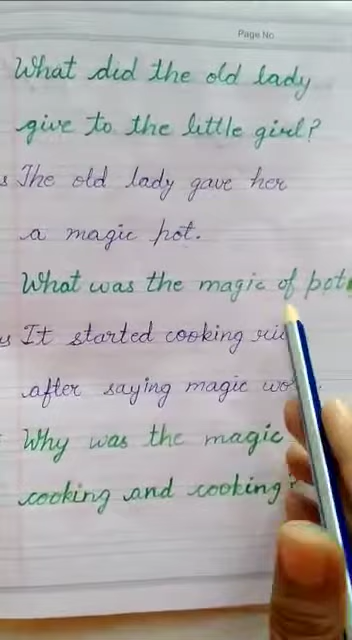 Page No
What did the old lady
give to the little girl?
s The old lady gave her
a magic pot.
What was the magic of pot
s It started cooking
after saying magic
Why was the magic
cooking and cooking?